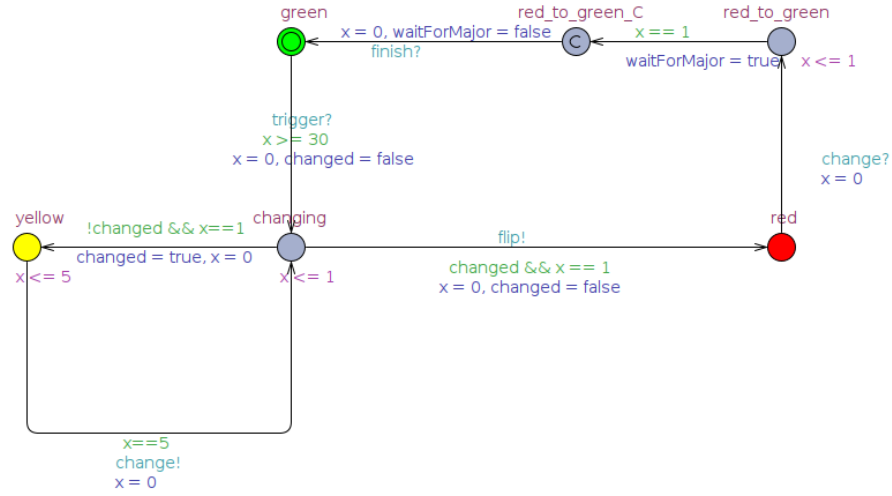 green
red_to_green_C
red_to_green
x = 0, waitForMajor = false
finish?
C
x == 1
waitForMajor = true
x <= 1
trigger?
x >= 30
x = 0, changed = false
change?
x = 0
yellow
!changed && x==1
changed = true, x = 0
x <= 5
changing
x <= 1
flip!
changed && x == 1
x = 0, changed = false
red
x==5
change!
x = 0